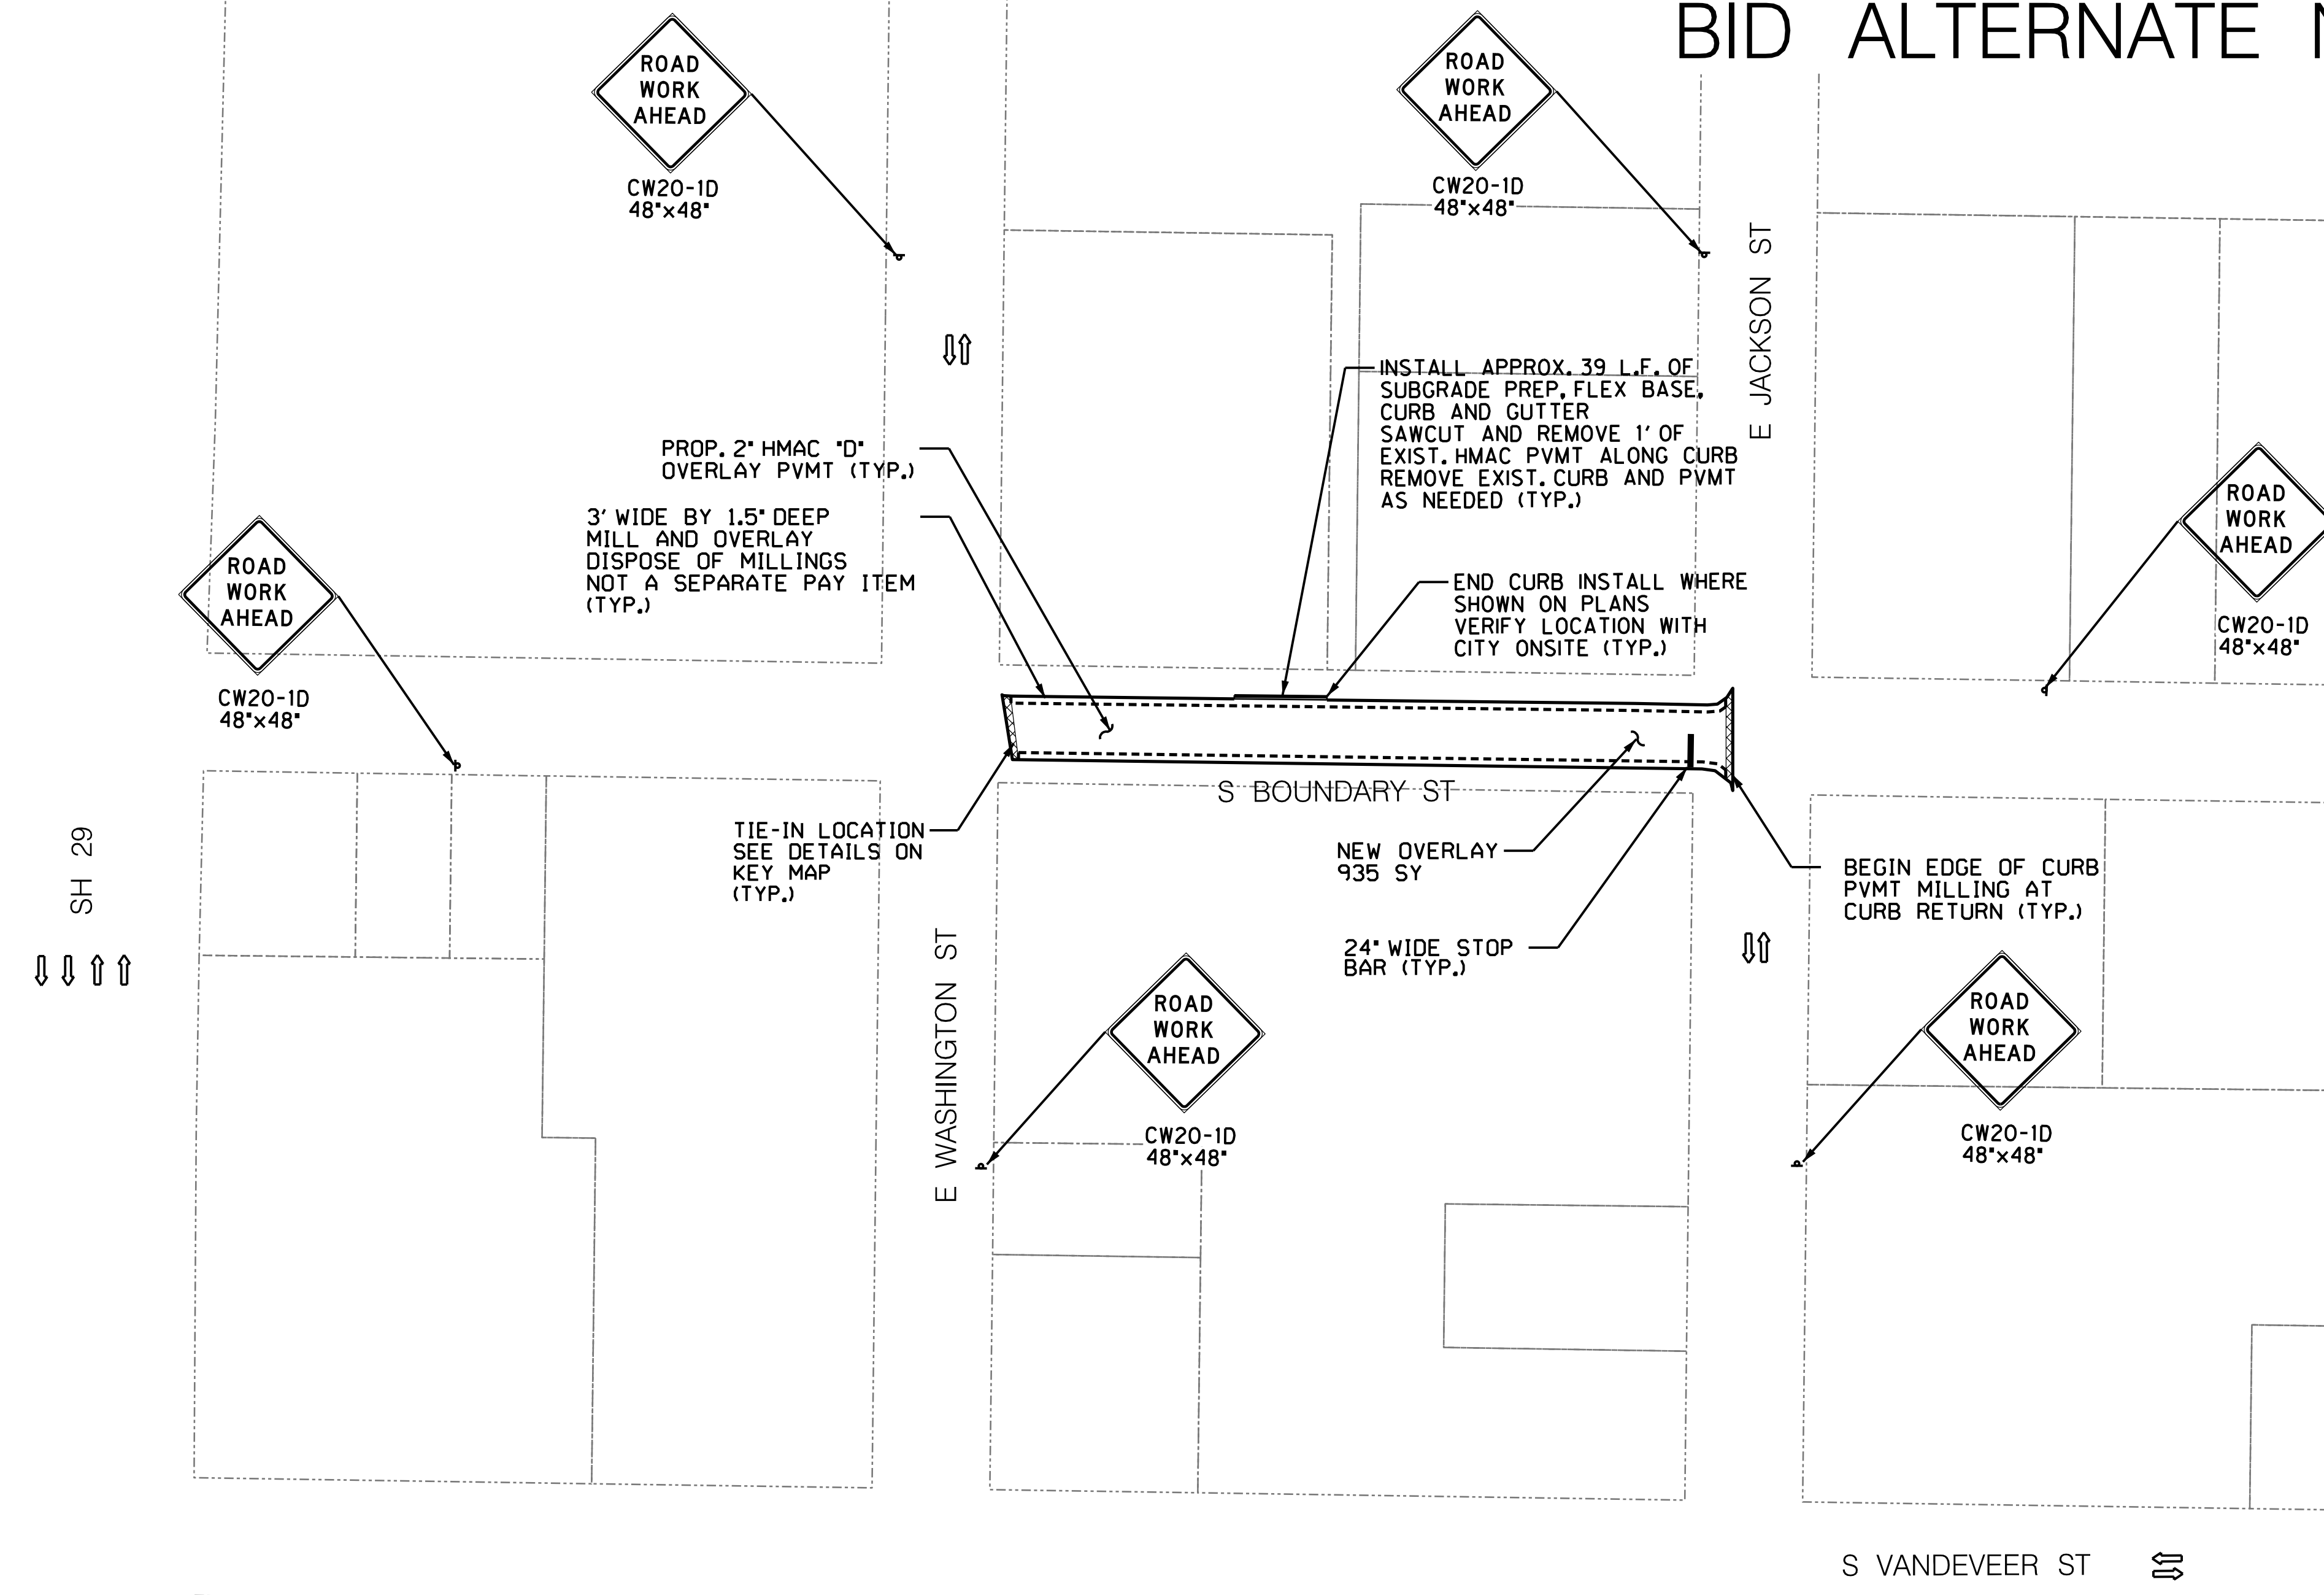 BID ALTERNATE
ROAD
WORK
AHEAD
CW20-1D
48"x48"
ROAD
WORK
AHEAD
CW20-1D
48"x48"
E JACKSON ST
INSTALL APPROX. 39 L.F. OF
SUBGRADE PREP, FLEX BASE,
CURB AND GUTTER
SAWCUT AND REMOVE 1' OF
EXIST. HMAC PVMT ALONG CURB
REMOVE EXIST. CURB AND PVMT
AS NEEDED (TYP.)
PROP. 2" HMAC "D"
OVERLAY PVMT (TYP.)
3' WIDE BY 1.5" DEEP
MILL AND OVERLAY
DISPOSE OF MILLINGS
NOT A SEPARATE PAY ITEM
(TYP.)
ROAD
WORK
AHEAD
CW20-1D
48"x48"
END CURB INSTALL WHERE
SHOWN ON PLANS
VERIFY LOCATION WITH
CITY ONSITE (TYP.)
ROAD
WORK
AHEAD
CW20-1D
48"x48"
S BOUNDARY ST
TIE-IN LOCATION
SEE DETAILS ON
KEY MAP
(TYP.)
NEW OVERLAY
935 SY
BEGIN EDGE OF CURB
PVMT MILLING AT
CURB RETURN (TYP.)
24" WIDE STOP
BAR (TYP.)
SH 29
E WASHINGTON ST
ROAD
WORK
AHEAD
CW20-1D
48"x48"
ROAD
WORK
AHEAD
CW20-1D
48"x48"
S VANDEVEER ST